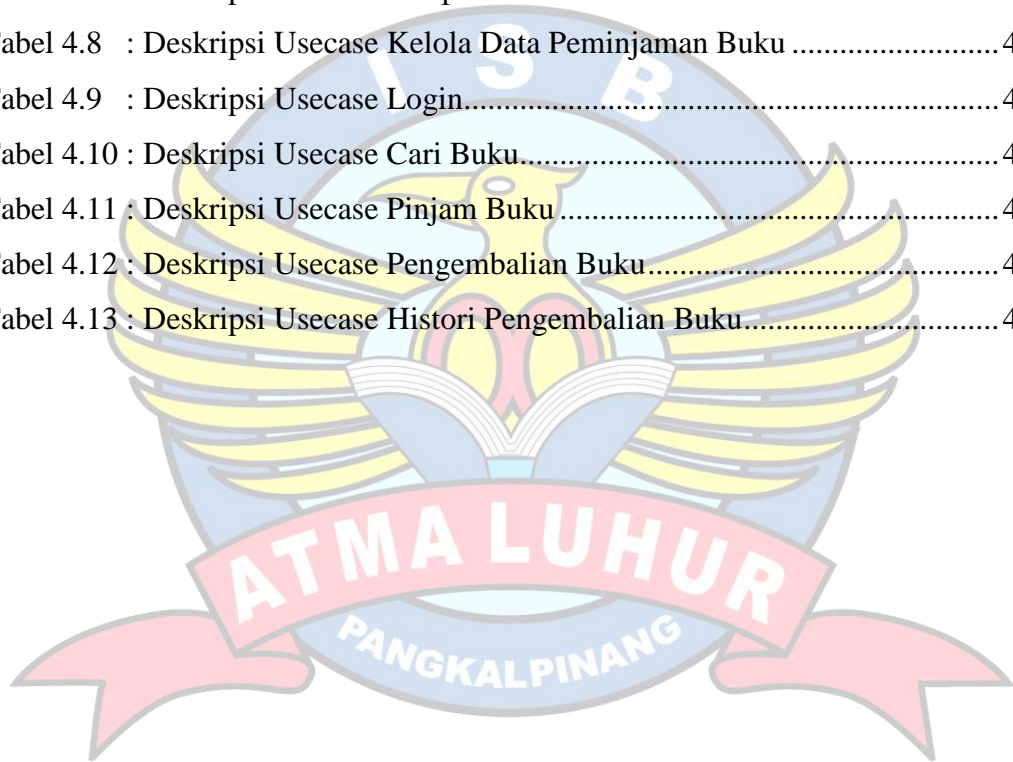 abel 4.8 : Deskripsi Usecase Kelola Data Peminjaman Buku ......................... 4
abel 4.9 : Deskripsi Usecase Login ................................................................. 4
abel 4.10 : Deskripsi Usecase Cari Buku .......................................................... 4
abel 4.11 : Deskripsi Usecase Pinjam Buku ..................................................... 4
abel 4.12 : Deskripsi Usecase Pengembalian Buku .......................................... 4
abel 4.13 : Deskripsi Usecase Histori Pengembalian Buku ............................... 4
I S B
ATMA LUHUR
PANGKALPINANG